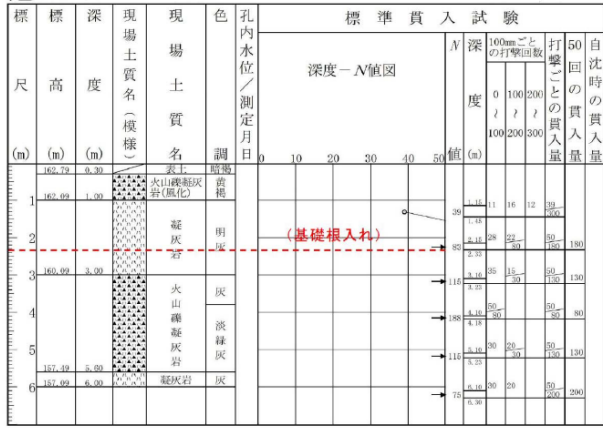 標尺 (m)
標高 (m)
深度 (m)
現場土質名(模様)
現場土質名
色調
孔内水位/測定月日
標準貫入試験
深度-N値図
0 10 20 30 40 50
N値
深度 (m)
100mmごとの打撃回数
0~100 100~200 200~300
打撃ごとの貫入量
50回の貫入量
自沈時の貫入量
162.79 0.30 表土 暗褐
火山礫凝灰岩(風化) 黄褐
1 162.09 1.00
1.15 39 11 16 12 39/300
1.45
凝灰岩 明灰
2
(基礎根入れ)
2.15 83 28 22/80 50/180 180
2.33
3 160.09 3.00
3.10 115 35 15/30 50/130 130
3.23
火山礫凝灰岩 灰
4
4.10 188 50/80 50/80 80
4.18
淡緑灰
5
5.10 115 30 20/30 50/130 130
5.23
157.49 5.60
凝灰岩 灰
6 157.09 6.00
6.10 75 30 20 50/200 200
6.30